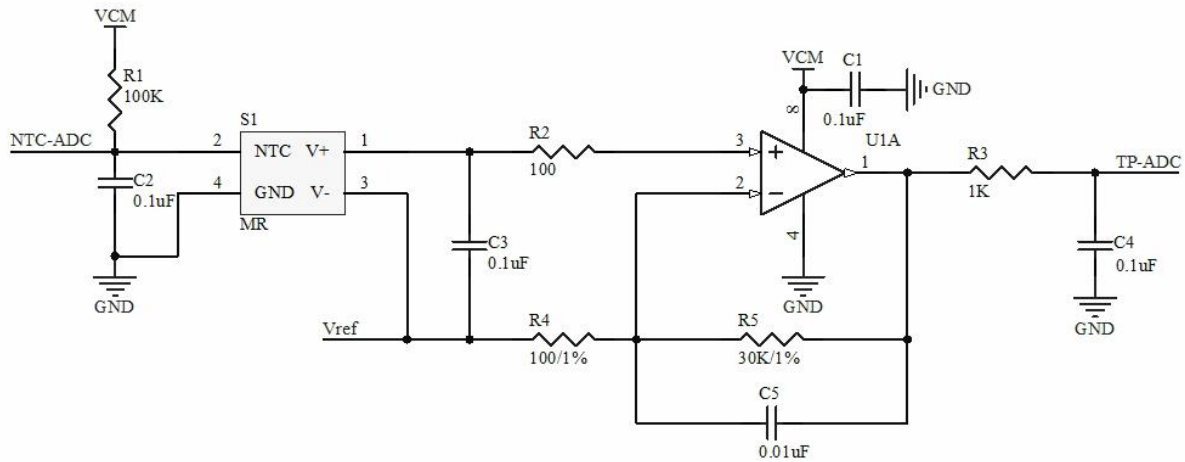 VCM
R1
100K
NTC-ADC
C2
0.1uF
GND
S1
2
4
NTC V+
GND V-
1
3
MR
C3
0.1uF
R2
100
Vref
R4
100/1%
VCM
C1
0.1uF
GND
8
U1A
3
2
1
4
GND
R5
30K/1%
C5
0.01uF
R3
1K
TP-ADC
C4
0.1uF
GND